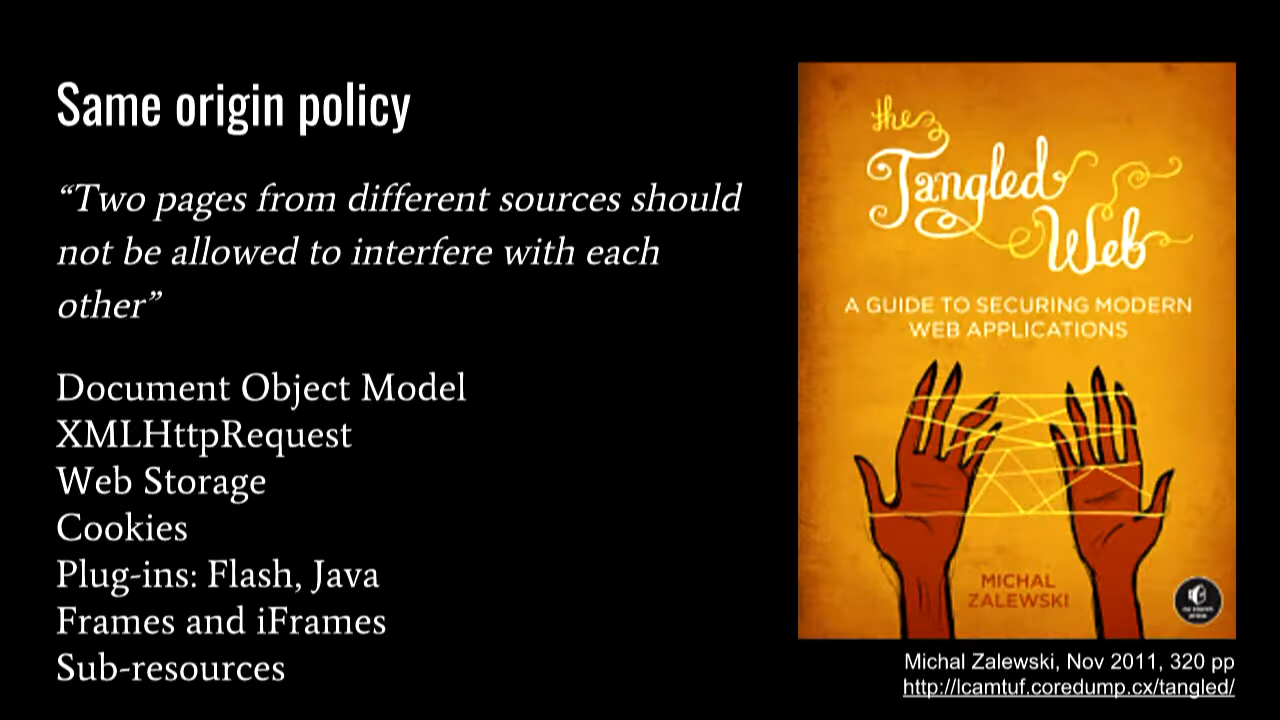 Same origin policy
“Two pages from different sources should
not be allowed to interfere with each
other”
Document Object Model
XMLHttpRequest
Web Storage
Cookies
Plug-ins: Flash, Java
Frames and iFrames
Sub-resources
the
Tangled
Web
A GUIDE TO SECURING MODERN
WEB APPLICATIONS
MICHAL
ZALEWSKI
Michal Zalewski, Nov 2011, 320 pp
http://lcamtuf.coredump.cx/tangled/